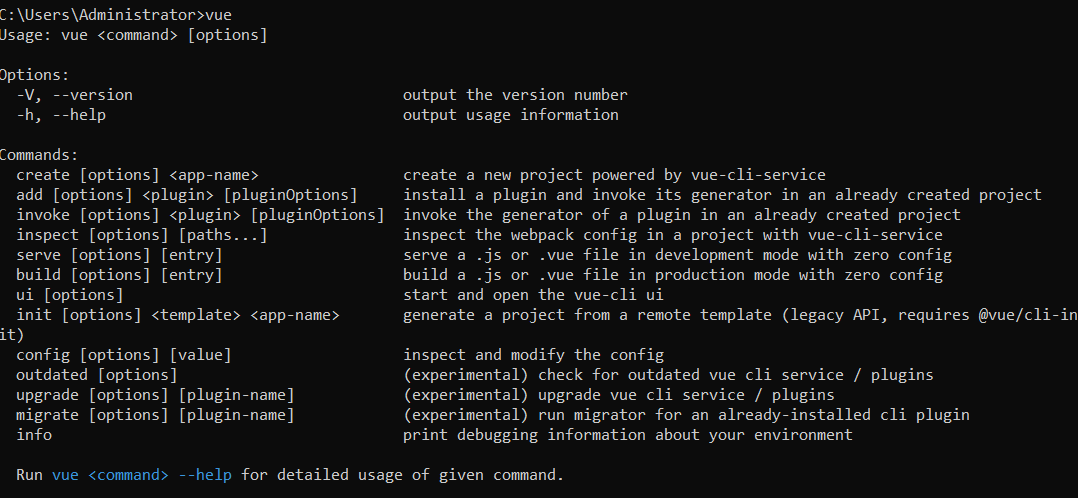 C:\Users\Administrator>vue
Usage: vue <command> [options]
Options:
-V, --version output the version number
-h, --help output usage information
Commands:
create [options] <app-name> create a new project powered by vue-cli-service
add [options] <plugin> [pluginOptions] install a plugin and invoke its generator in an already created project
invoke [options] <plugin> [pluginOptions] invoke the generator of a plugin in an already created project
inspect [options] [paths...] inspect the webpack config in a project with vue-cli-service
serve [options] [entry] serve a .js or .vue file in development mode with zero config
build [options] [entry] build a .js or .vue file in production mode with zero config
ui [options] start and open the vue-cli ui
init [options] <template> <app-name> generate a project from a remote template (legacy API, requires @vue/cli-in
it)
config [options] [value] inspect and modify the config
outdated [options] (experimental) check for outdated vue cli service / plugins
upgrade [options] [plugin-name] (experimental) upgrade vue cli service / plugins
migrate [options] [plugin-name] (experimental) run migrator for an already-installed cli plugin
info print debugging information about your environment
Run vue <command> --help for detailed usage of given command.